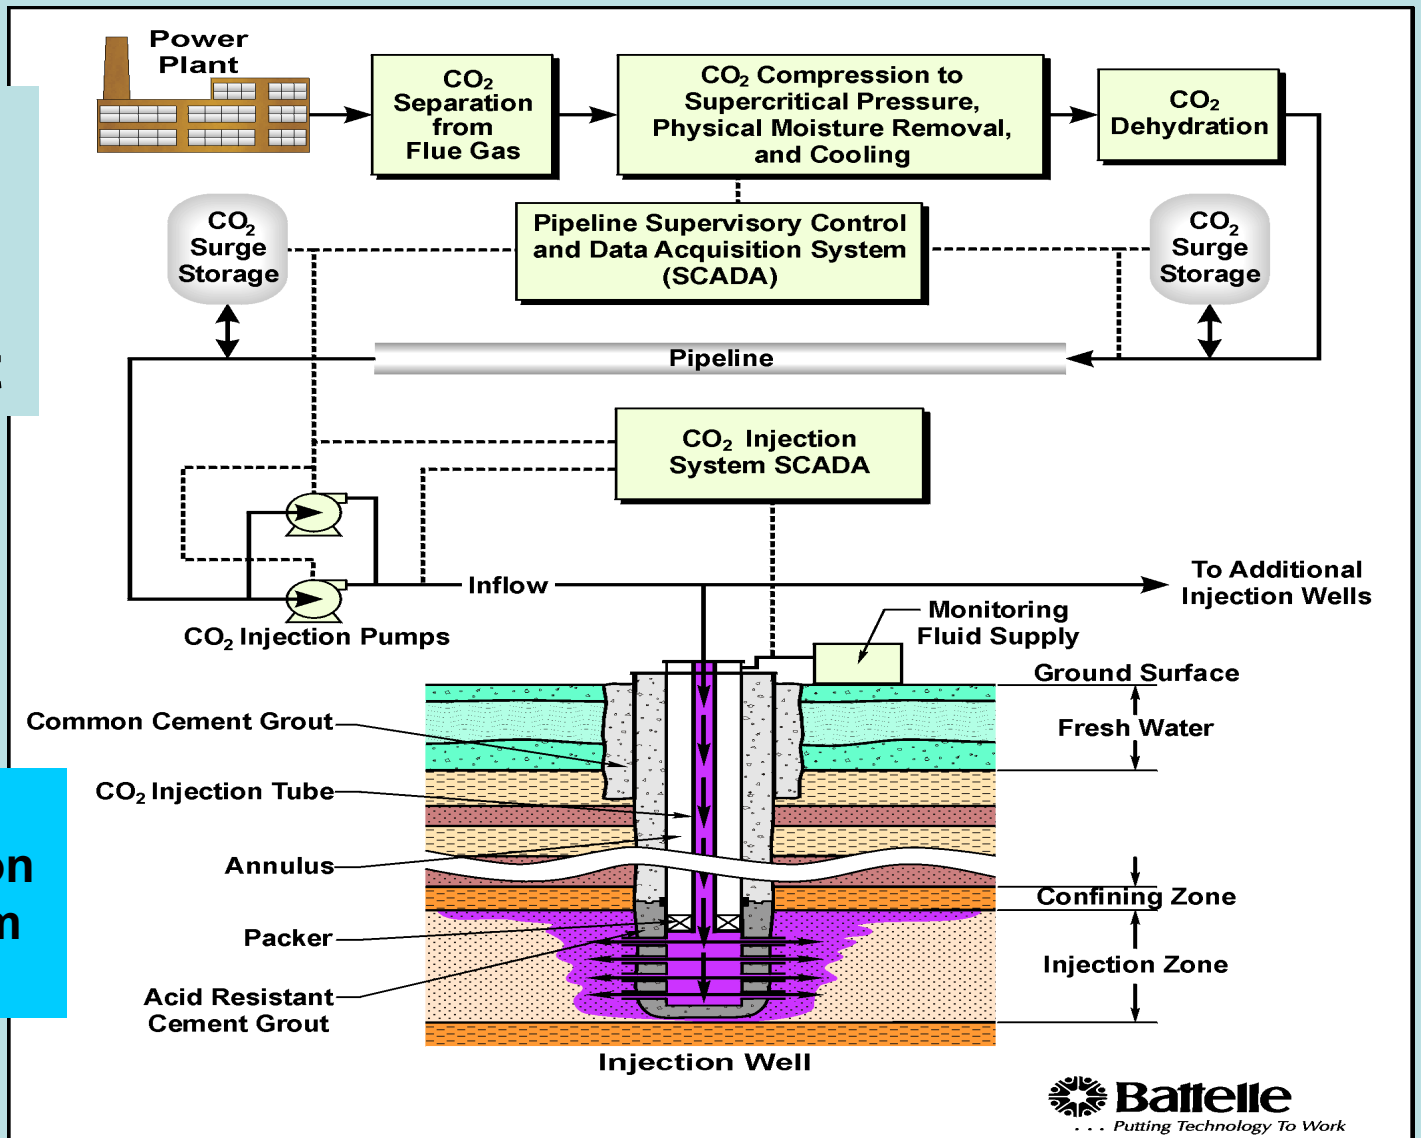 Power
Plant
CO₂
Separation
from
Flue Gas
CO₂ Compression to
Supercritical Pressure,
Physical Moisture Removal,
and Cooling
CO₂
Dehydration
CO₂
Surge
Storage
Pipeline Supervisory Control
and Data Acquisition System
(SCADA)
CO₂
Surge
Storage
Pipeline
CO₂ Injection
System SCADA
Inflow
To Additional
Injection Wells
CO₂ Injection Pumps
Monitoring
Fluid Supply
Ground Surface
Common Cement Grout
Fresh Water
CO₂ Injection Tube
Annulus
Confining Zone
Packer
Injection Zone
Acid Resistant
Cement Grout
Injection Well
Battelle
. . . Putting Technology To Work